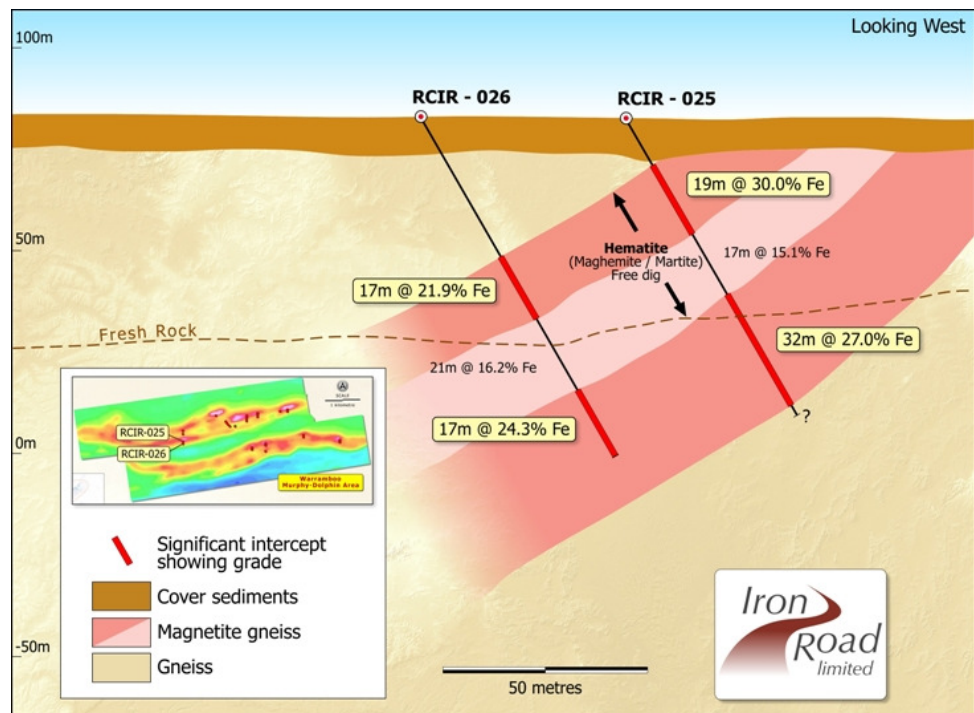 100m
Looking West
RCIR - 026
RCIR - 025
19m @ 30.0% Fe
50m
Hematite
(Maghemite / Martite)
Free dig
17m @ 15.1% Fe
17m @ 21.9% Fe
Fresh Rock
32m @ 27.0% Fe
21m @ 16.2% Fe
?
17m @ 24.3% Fe
0m
RCIR-025
RCIR-026
Warramboo
Murphy-Dolphin Area
Significant intercept
showing grade
Cover sediments
Magnetite gneiss
Gneiss
-50m
50 metres
Iron
Road
limited